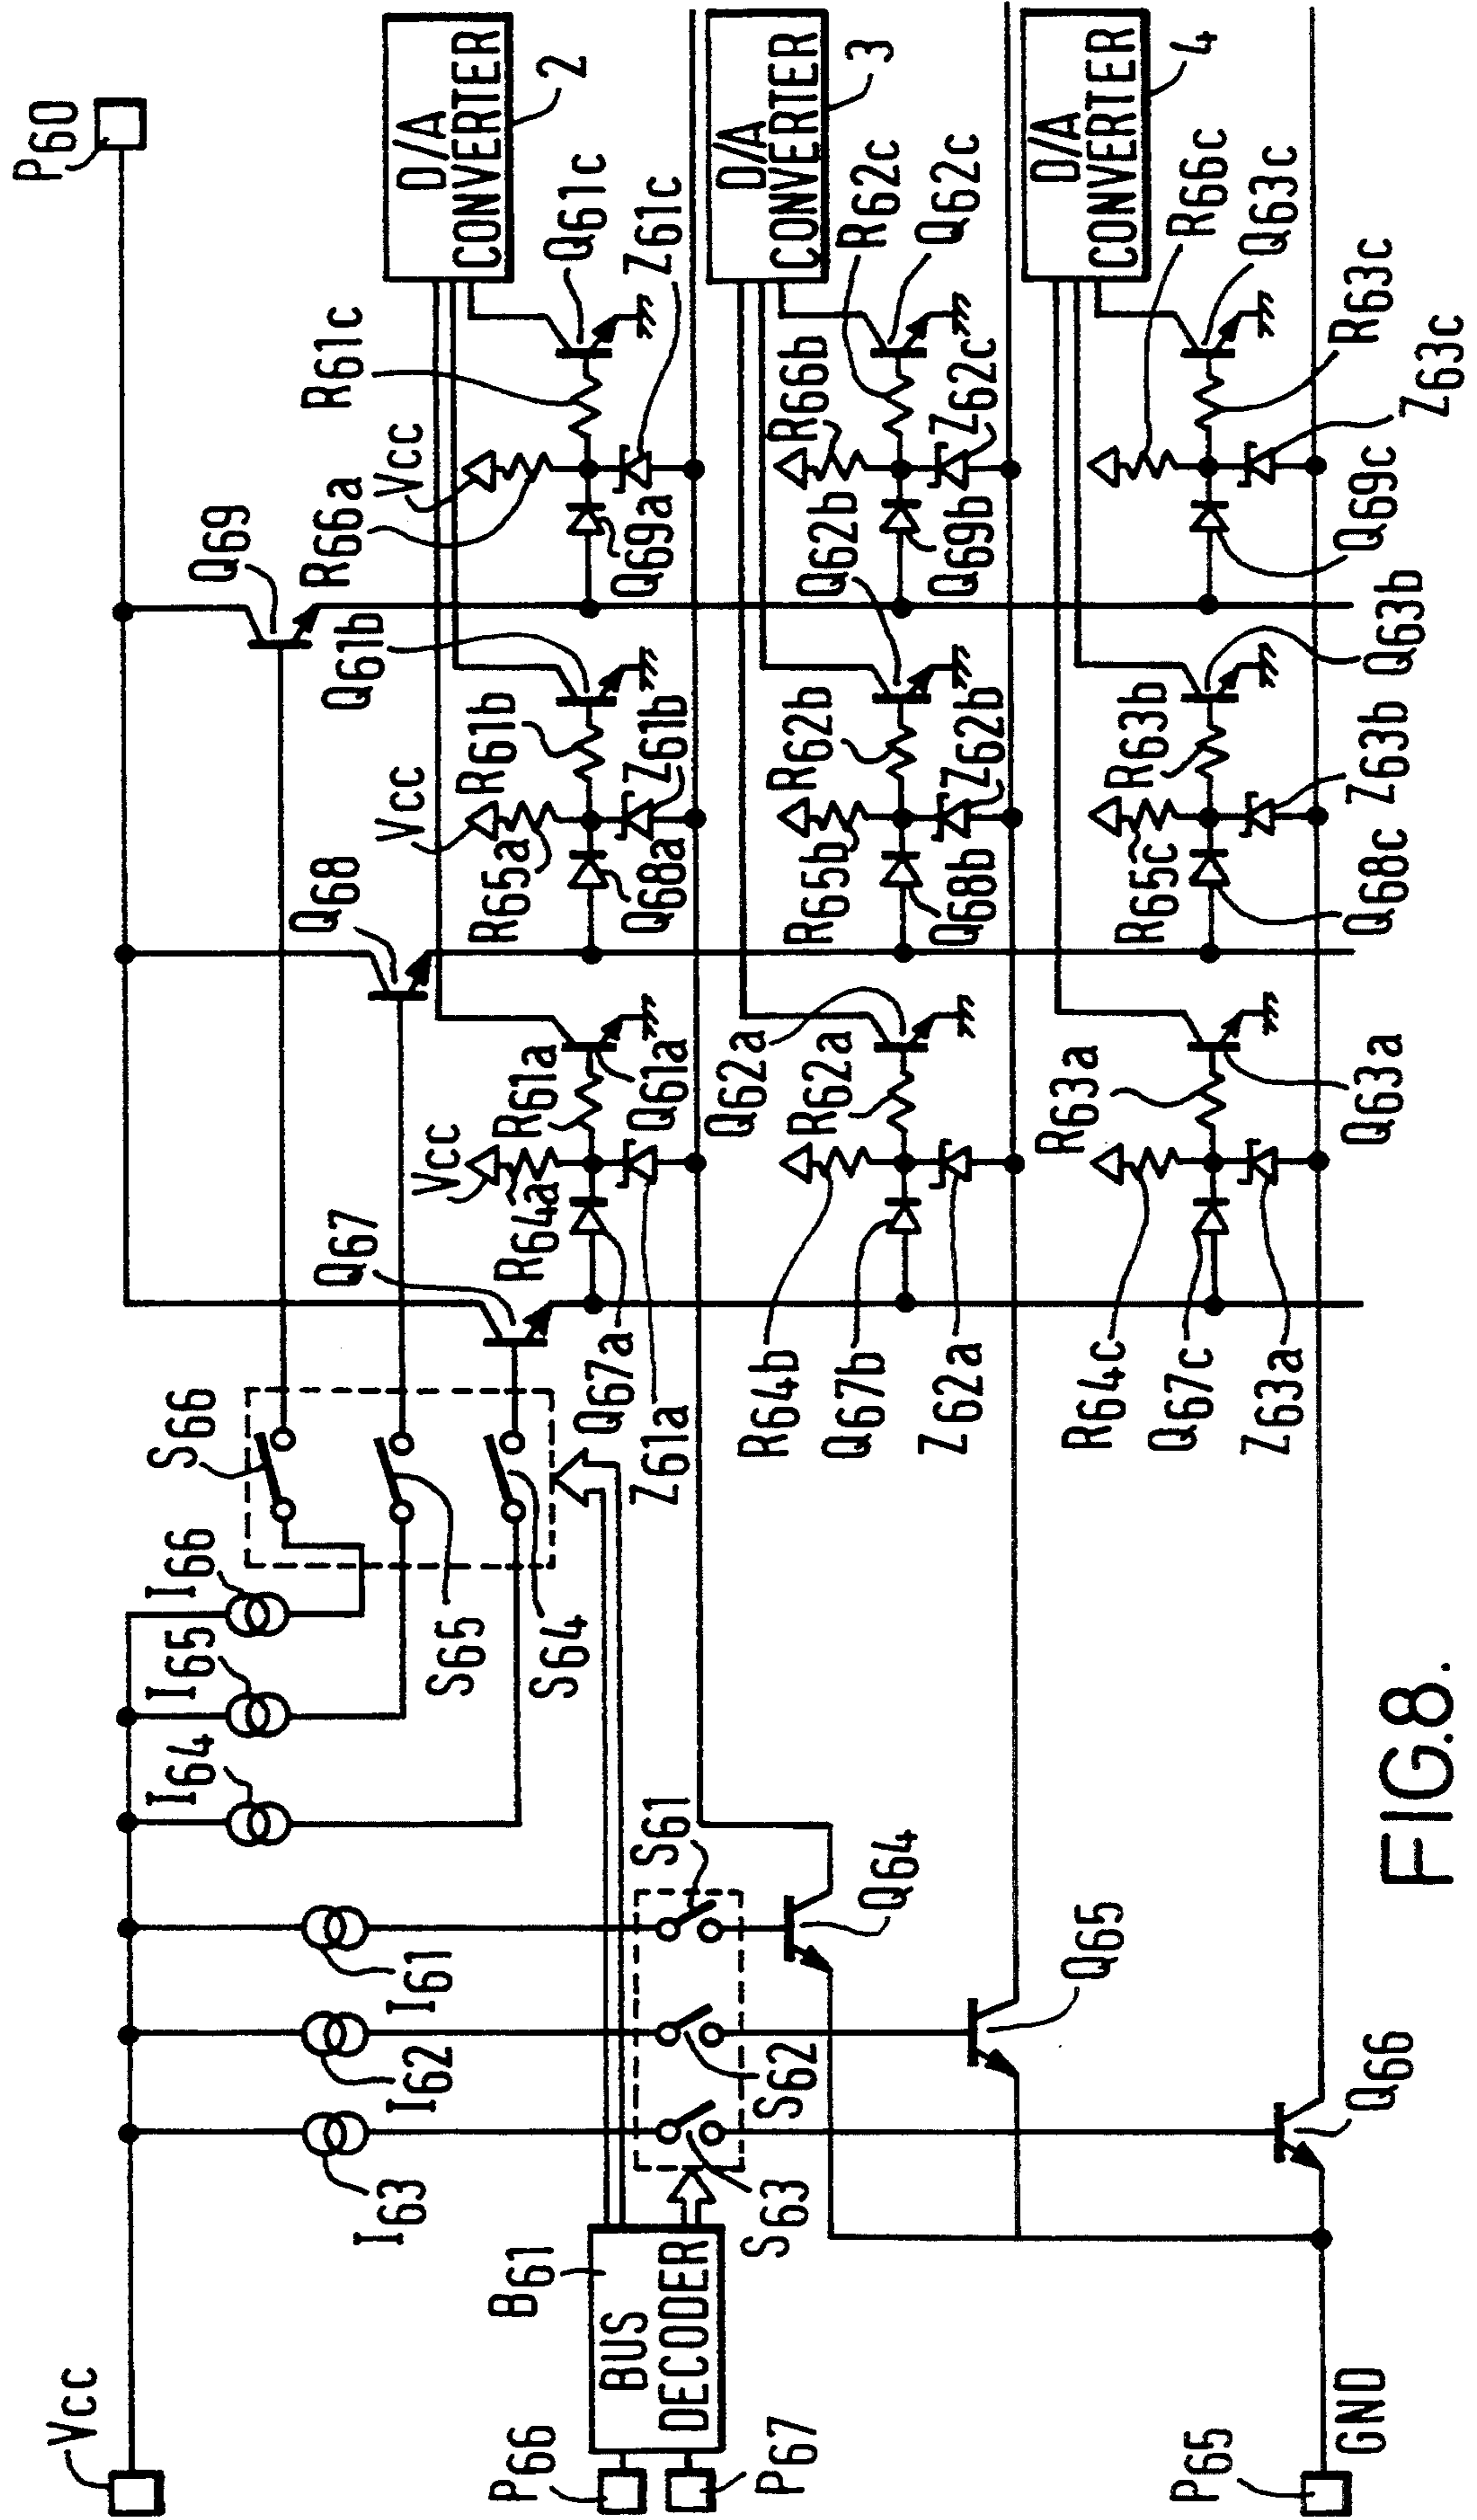 P60
D/A
CONVERTER
2
D/A
CONVERTER
3
D/A
CONVERTER
4
Q61c
Z61c
R61c
R62c
Q62c
R66c
Q63c
R63c
Z63c
Vcc
R66a
Q69
Q69a
R66b
Z62c
Q62b
Q69b
Q69c
Q61b
R61b
Z61b
Vcc
R65a
Q68a
Q68
R62b
Z62b
R65b
Q68b
Q63b
R63b
Z63b
R65c
Q68c
R61a
Q61a
Vcc
R64a
Q67
Q62a
R62a
R63a
Q63a
Q67a
Z61a
R64b
Q67b
Z62a
R64c
Q67c
Z63a
S66
S65
S64
I66
I65
I64
S61
Q64
I61
I62
I63
S62
S63
Q65
Q66
B61
BUS
DECODER
Vcc
P66
P67
P65
GND
FIG.8.